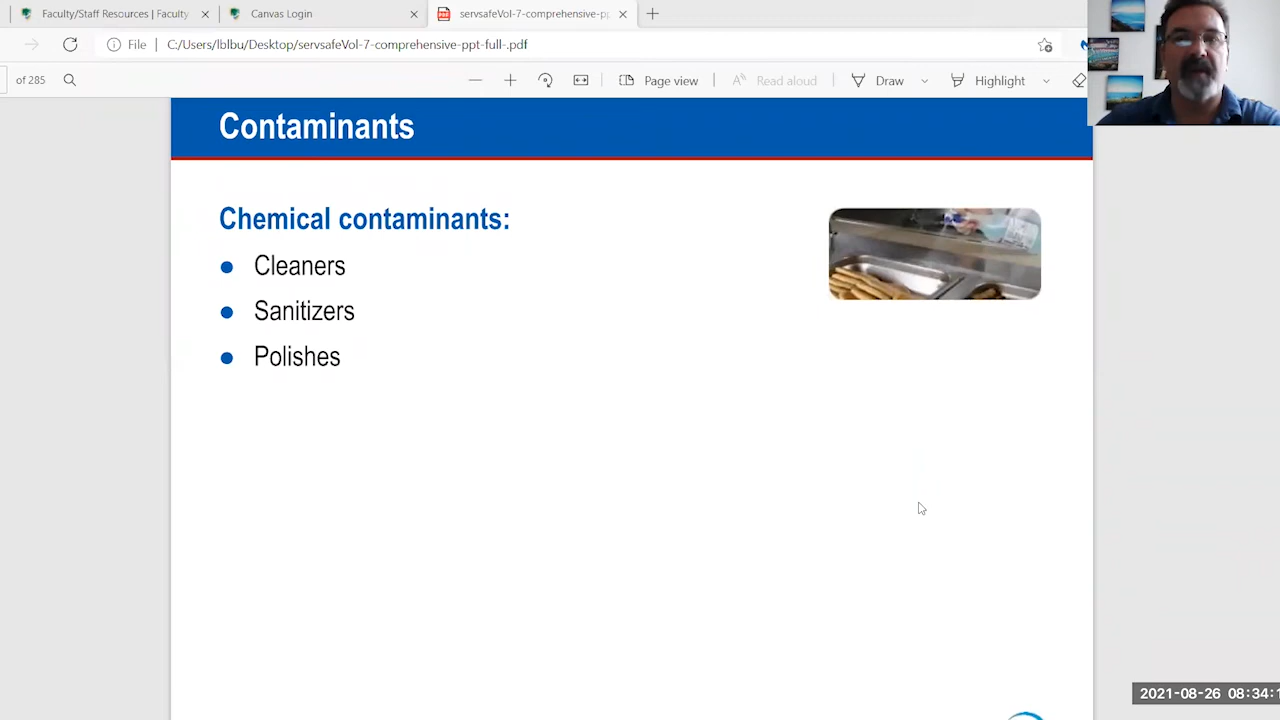 Faculty/Staff Resources | Faculty
Canvas Login
servsafeVol-7-comprehensive-pp
File
C:/Users/lblbu/Desktop/servsafeVol-7-comprehensive-ppt-full-.pdf
of 285
Page view
Read aloud
Draw
Highlight
Contaminants
Chemical contaminants:
Cleaners
Sanitizers
Polishes
2021-08-26 08:34:1